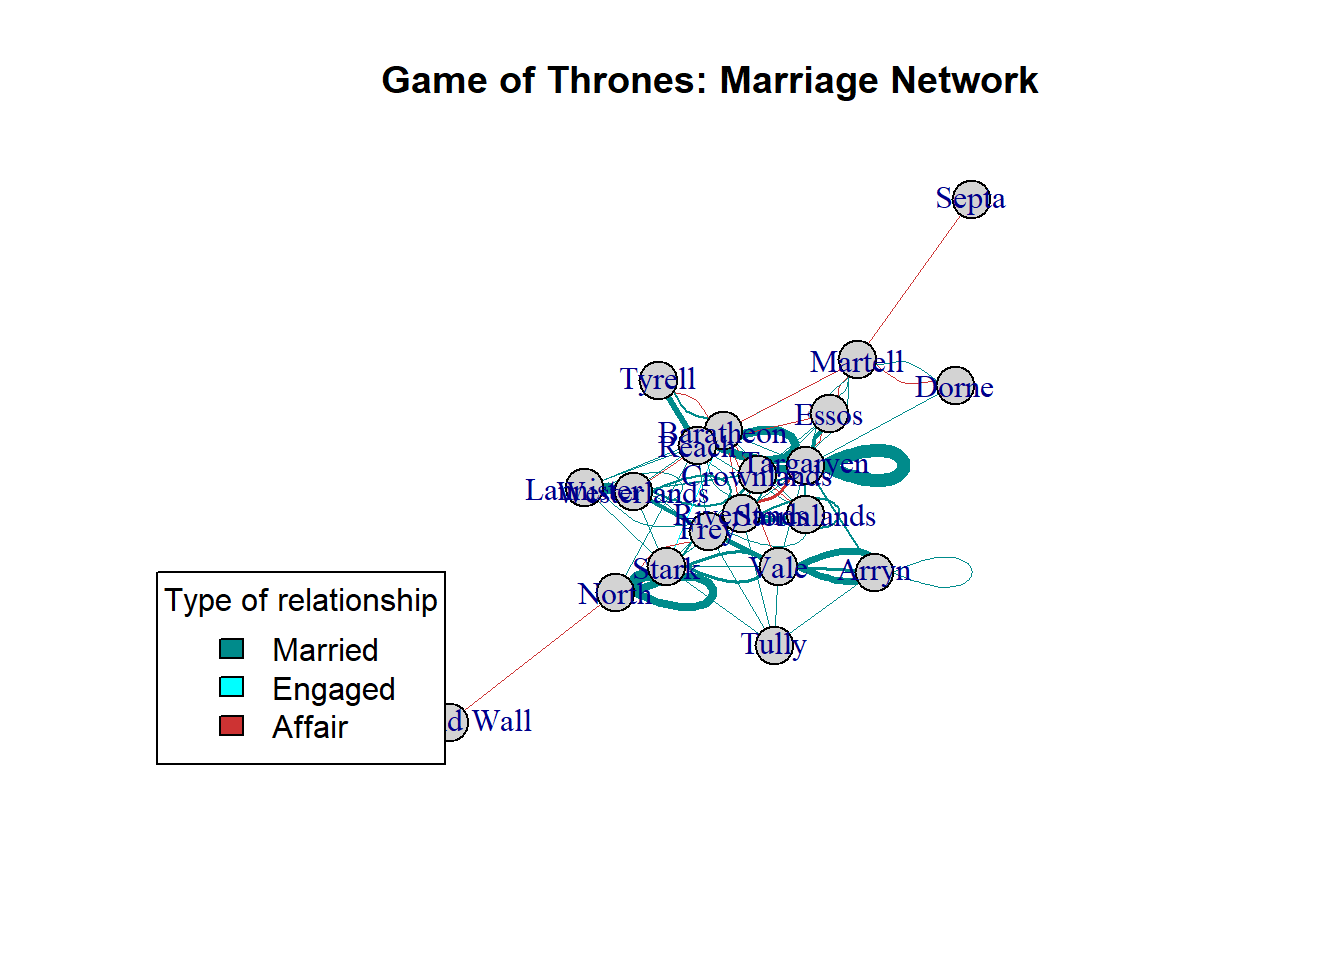 Game of Thrones: Marriage Network
Septa
Martell
Tyrell
Dorne
Essos
Baratheon
Reach
Targaryen
Crownlands
Lannister
Westerlands
Riverlands
Stormlands
Frey
Stark
Vale
Arryn
North
Tully
Wall
Type of relationship
Married
Engaged
Affair